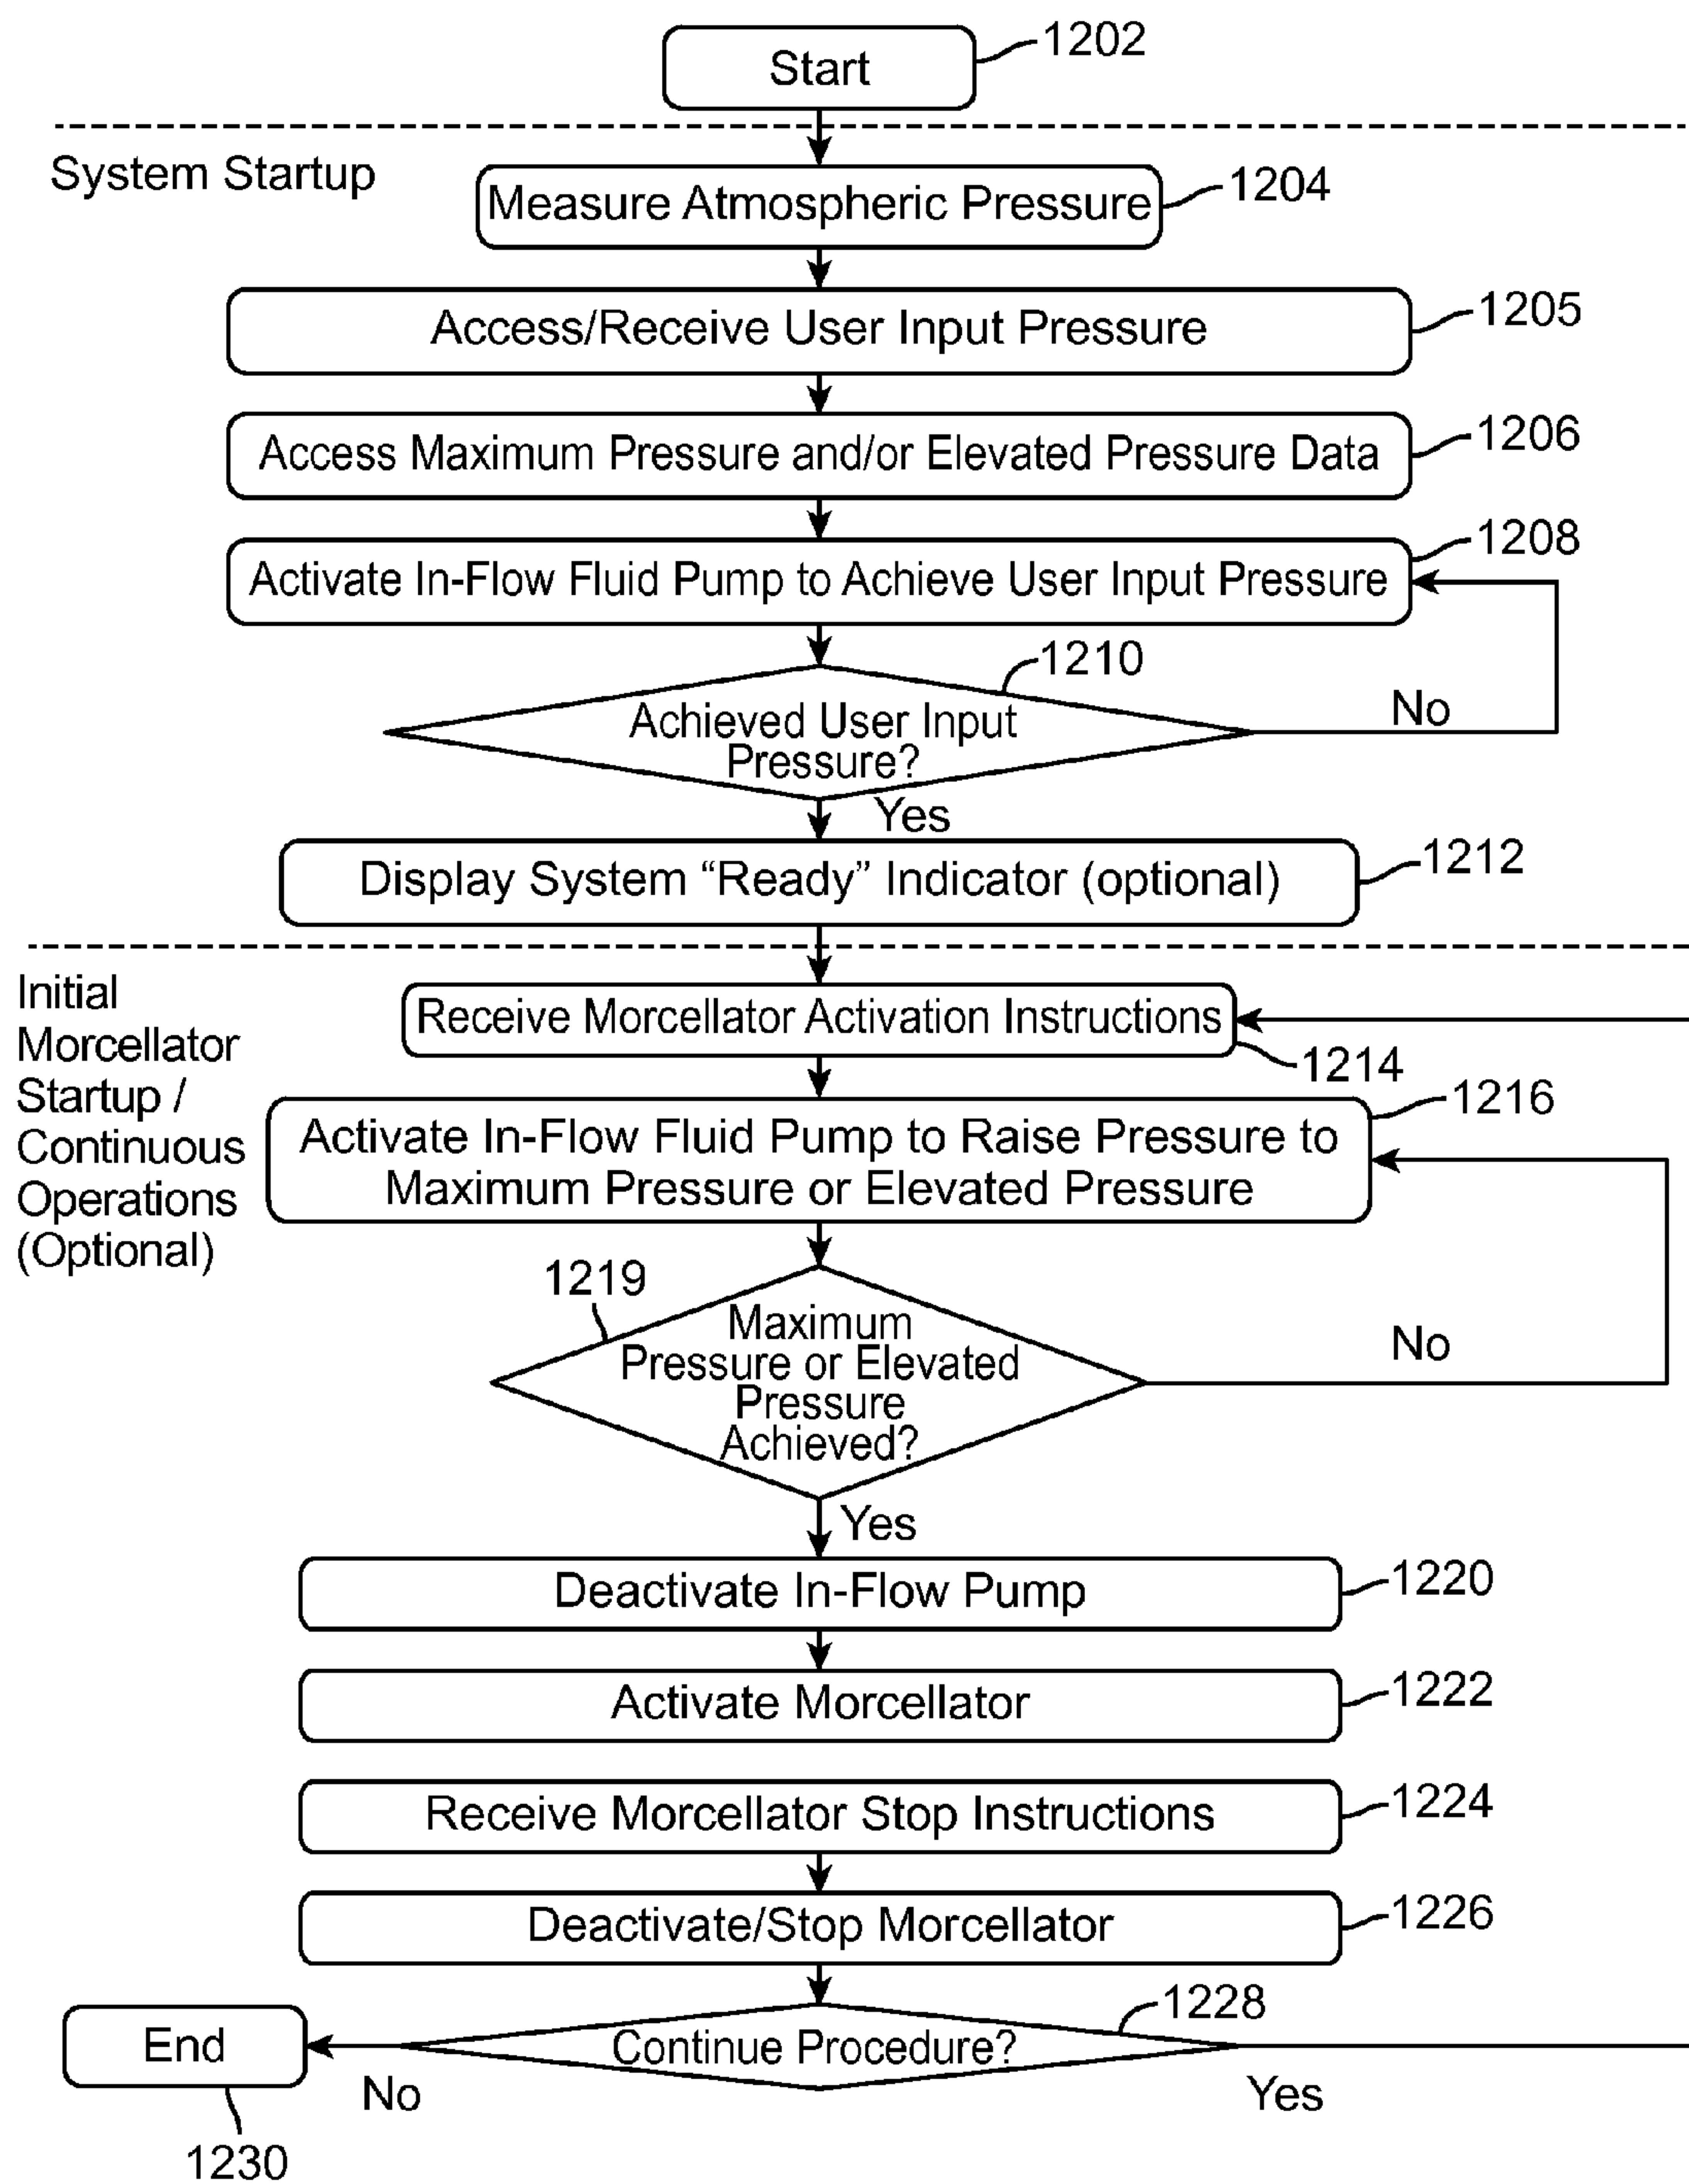 Start
1202
System Startup
Measure Atmospheric Pressure
1204
Access/Receive User Input Pressure
1205
Access Maximum Pressure and/or Elevated Pressure Data
1206
Activate In-Flow Fluid Pump to Achieve User Input Pressure
1208
1210
Achieved User Input
Pressure?
No
Yes
Display System “Ready” Indicator (optional)
1212
Initial
Morcellator
Startup /
Continuous
Operations
(Optional)
Receive Morcellator Activation Instructions
1214
Activate In-Flow Fluid Pump to Raise Pressure to
Maximum Pressure or Elevated Pressure
1216
1219
Maximum
Pressure or Elevated
Pressure
Achieved?
No
Yes
Deactivate In-Flow Pump
1220
Activate Morcellator
1222
Receive Morcellator Stop Instructions
1224
Deactivate/Stop Morcellator
1226
1228
Continue Procedure?
End
No
Yes
1230